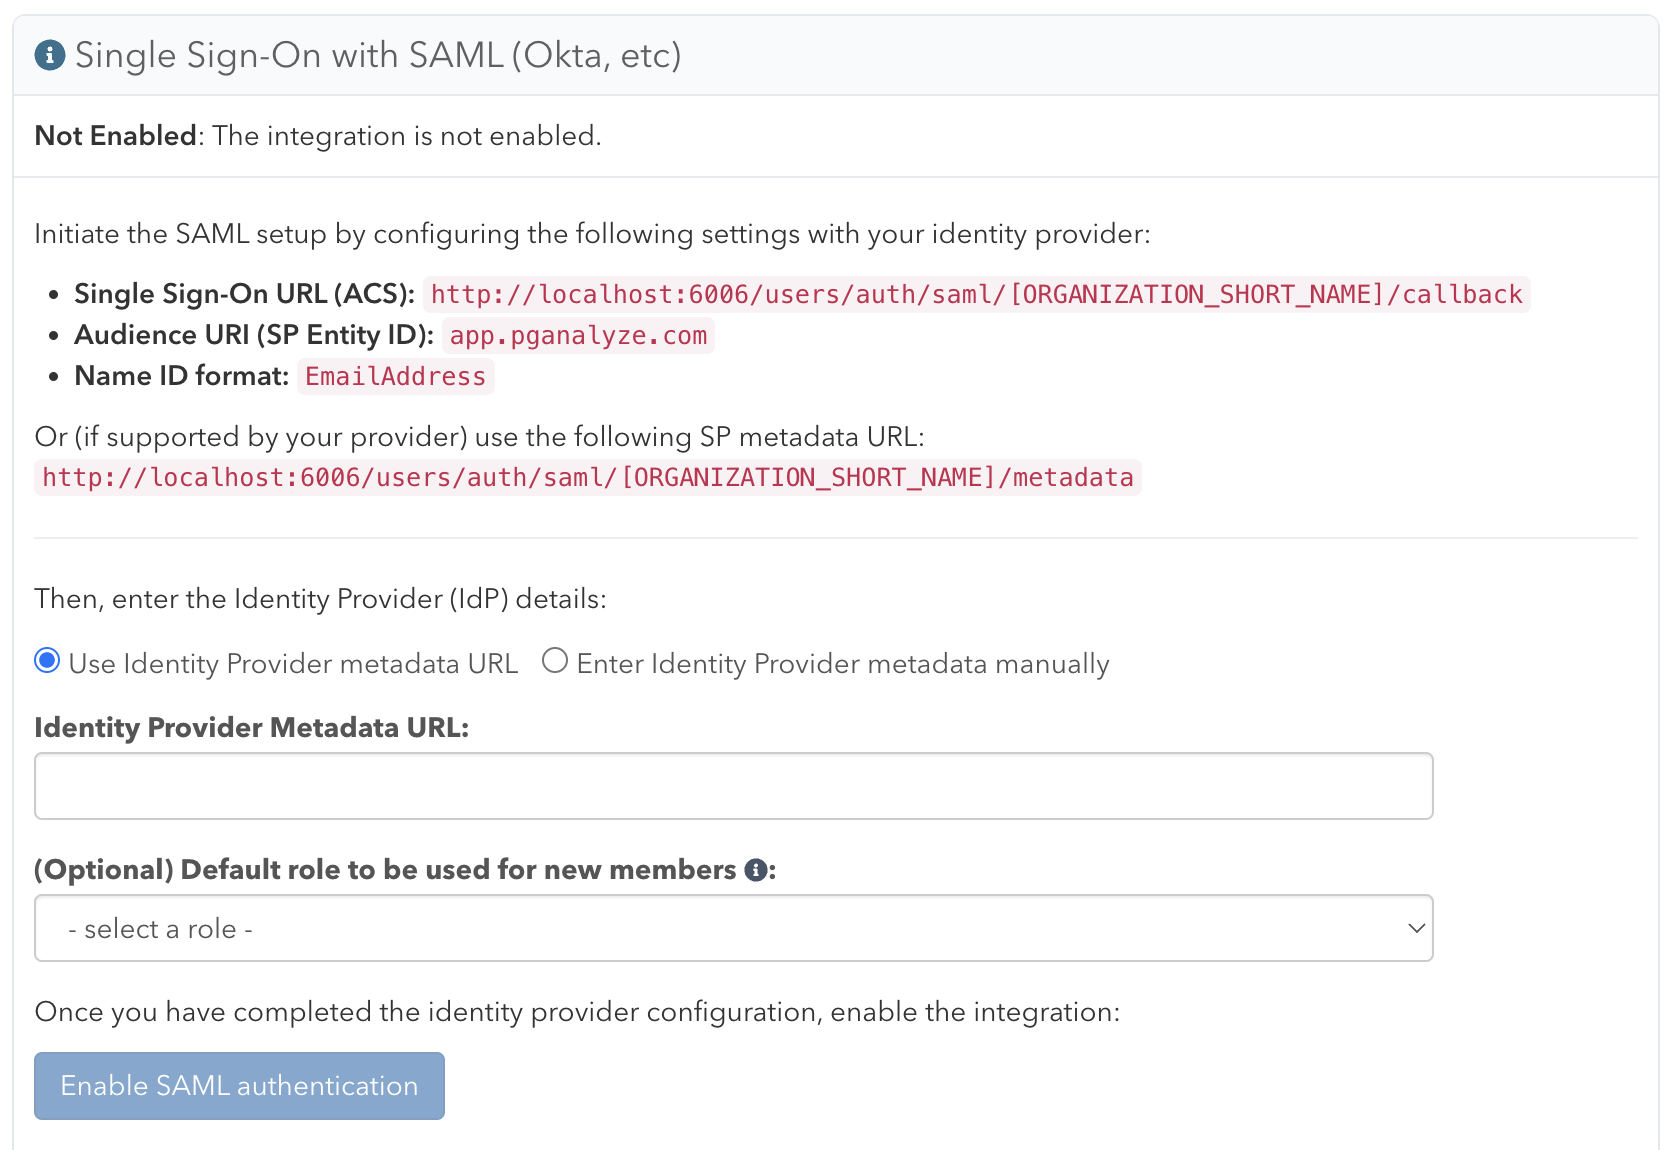 Single Sign-On with SAML (Okta, etc)
Not Enabled: The integration is not enabled.
Initiate the SAML setup by configuring the following settings with your identity provider:
• Single Sign-On URL (ACS): http://localhost:6006/users/auth/saml/[ORGANIZATION_SHORT_NAME]/callback
• Audience URI (SP Entity ID): app.pganalyze.com
• Name ID format: EmailAddress
Or (if supported by your provider) use the following SP metadata URL:
http://localhost:6006/users/auth/saml/[ORGANIZATION_SHORT_NAME]/metadata
Then, enter the Identity Provider (IdP) details:
Use Identity Provider metadata URL Enter Identity Provider metadata manually
Identity Provider Metadata URL:
(Optional) Default role to be used for new members :
- select a role -
Once you have completed the identity provider configuration, enable the integration:
Enable SAML authentication